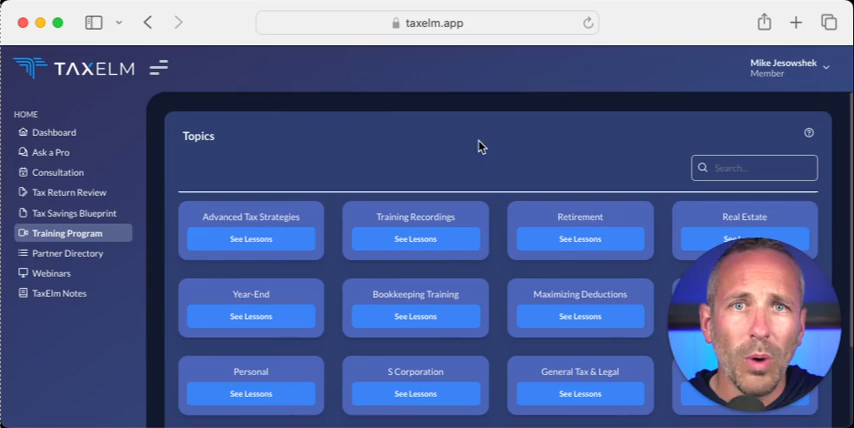 taxelm.app
TAXELM
Mike Jesowshek
Member
HOME
Dashboard
Ask a Pro
Consultation
Tax Return Review
Tax Savings Blueprint
Training Program
Partner Directory
Webinars
TaxElm Notes
Topics
Search...
Advanced Tax Strategies
Training Recordings
Retirement
Real Estate
See Lessons
See Lessons
See Lessons
Year-End
Bookkeeping Training
Maximizing Deductions
See Lessons
See Lessons
See Lessons
Personal
S Corporation
General Tax & Legal
See Lessons
See Lessons
See Lessons